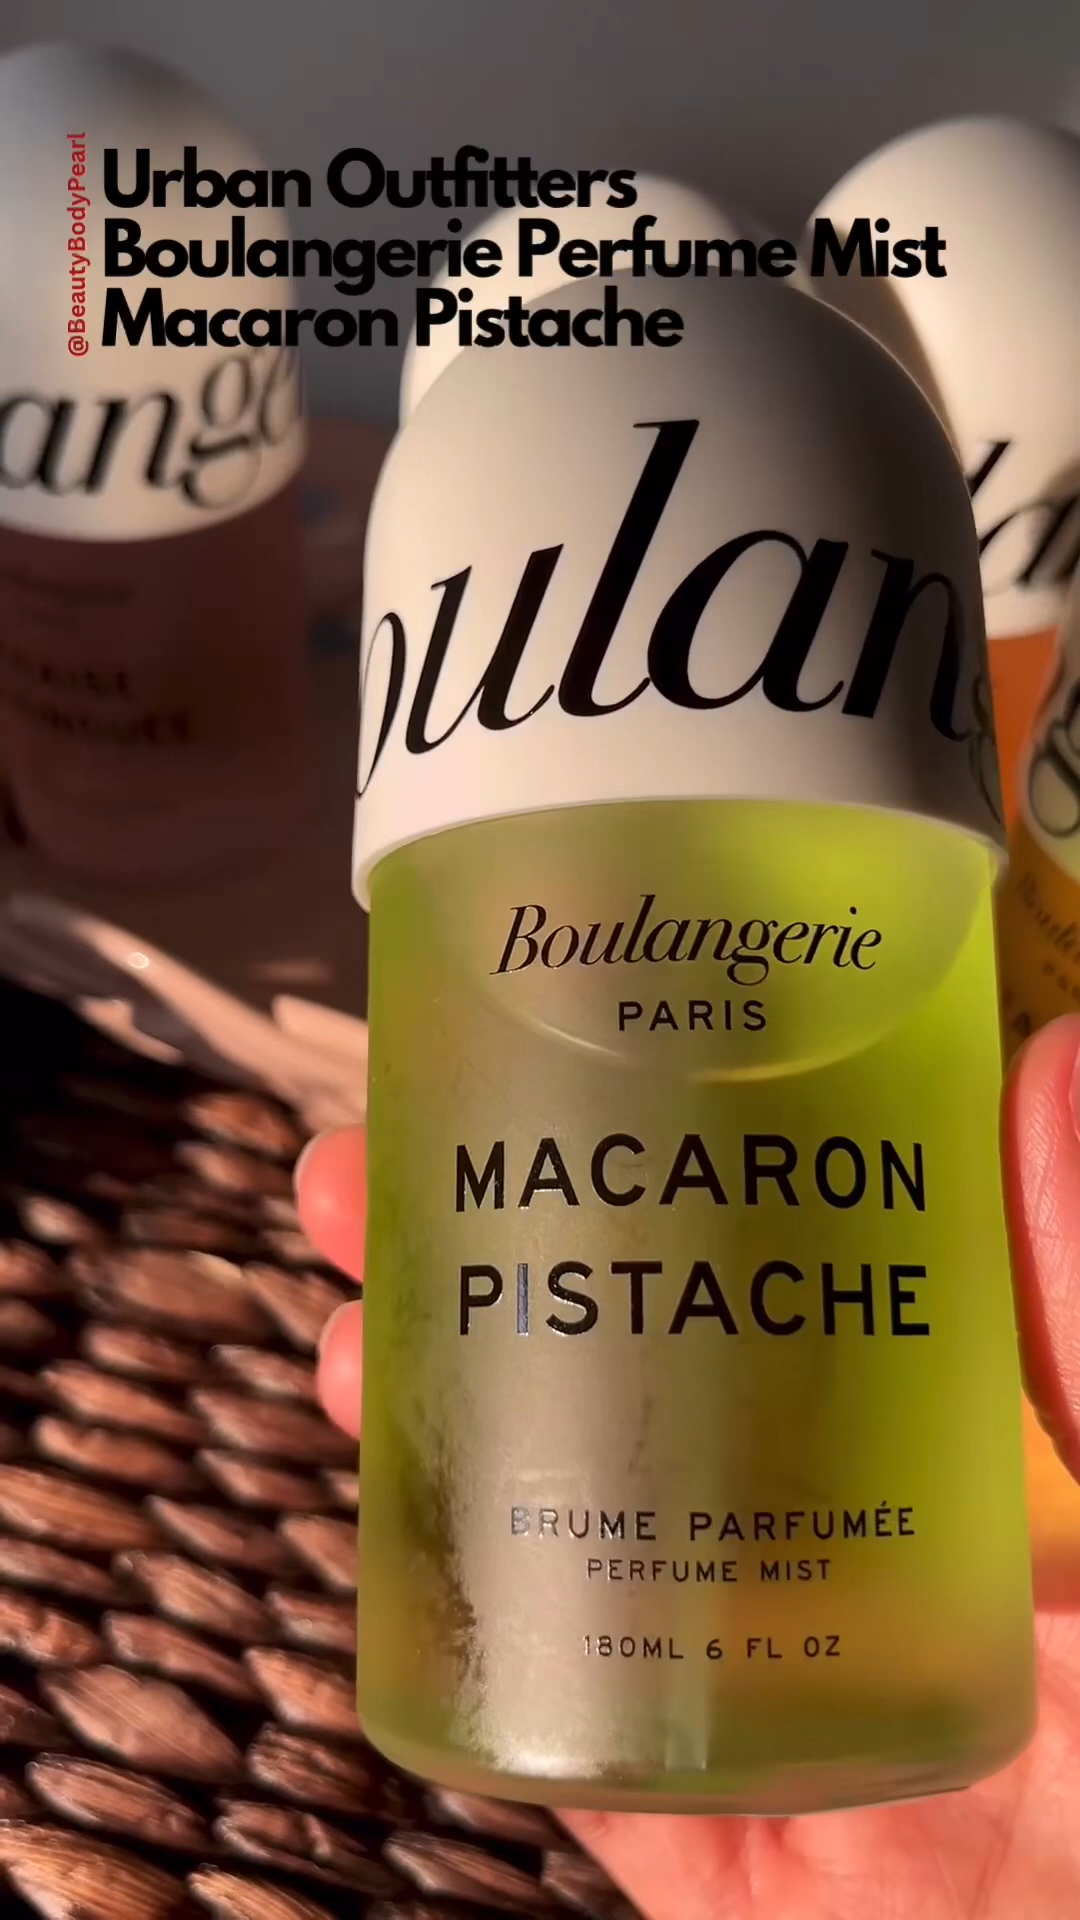 @BeautyBodyPearl
Urban Outfitters
Boulangerie Perfume Mist
Macaron Pistache
ange
oulang
Boulangerie
PARIS
MACARON
PISTACHE
BRUME PARFUMÉE
PERFUME MIST
180ML 6 FL OZ